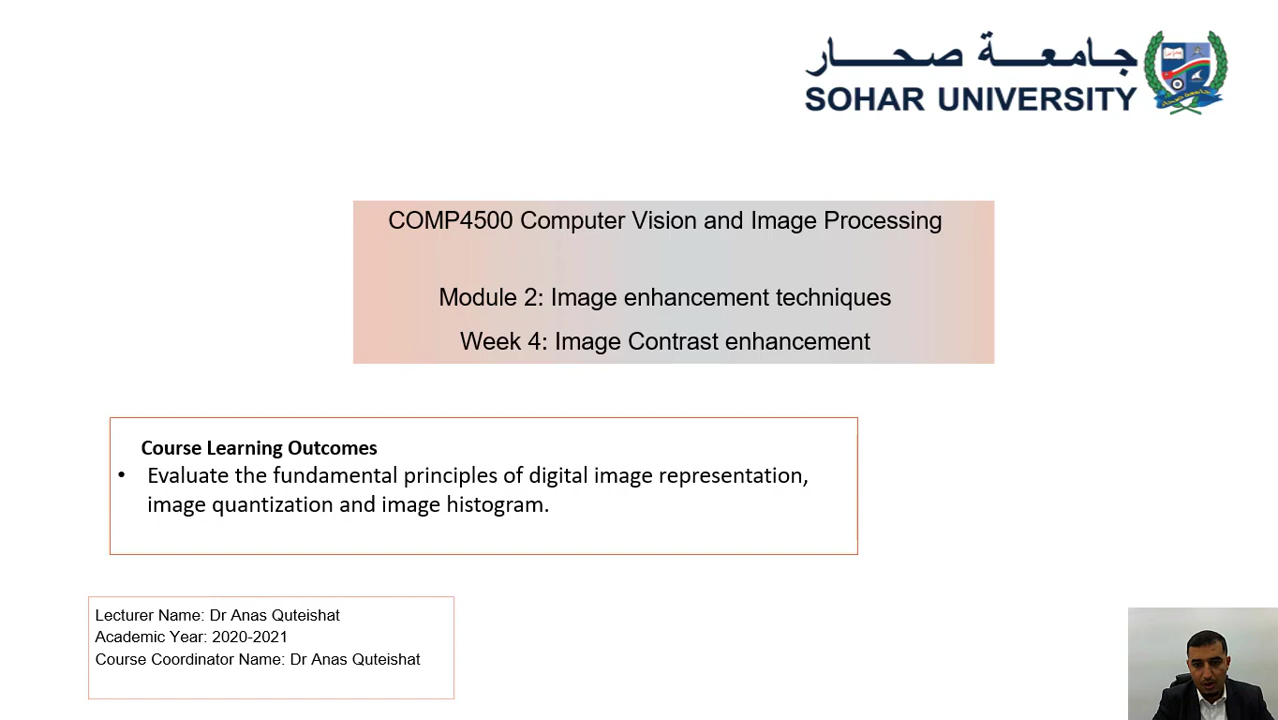 جامعة صحار
SOHAR UNIVERSITY
COMP4500 Computer Vision and Image Processing
Module 2: Image enhancement techniques
Week 4: Image Contrast enhancement
Course Learning Outcomes
• Evaluate the fundamental principles of digital image representation,
image quantization and image histogram.
Lecturer Name: Dr Anas Quteishat
Academic Year: 2020-2021
Course Coordinator Name: Dr Anas Quteishat